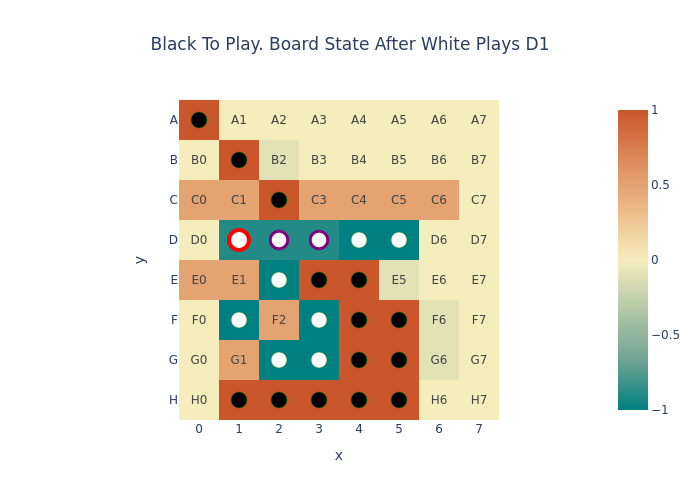 Black To Play. Board State After White Plays D1
A A1 A2 A3 A4 A5 A6 A7
B B0 B2 B3 B4 B5 B6 B7
C C0 C1 C3 C4 C5 C6 C7
D D0 D6 D7
E E0 E1 E5 E6 E7
F F0 F2 F6 F7
G G0 G1 G6 G7
H H0 H6 H7
0 1 2 3 4 5 6 7
x
y
1
0.5
0
−0.5
−1